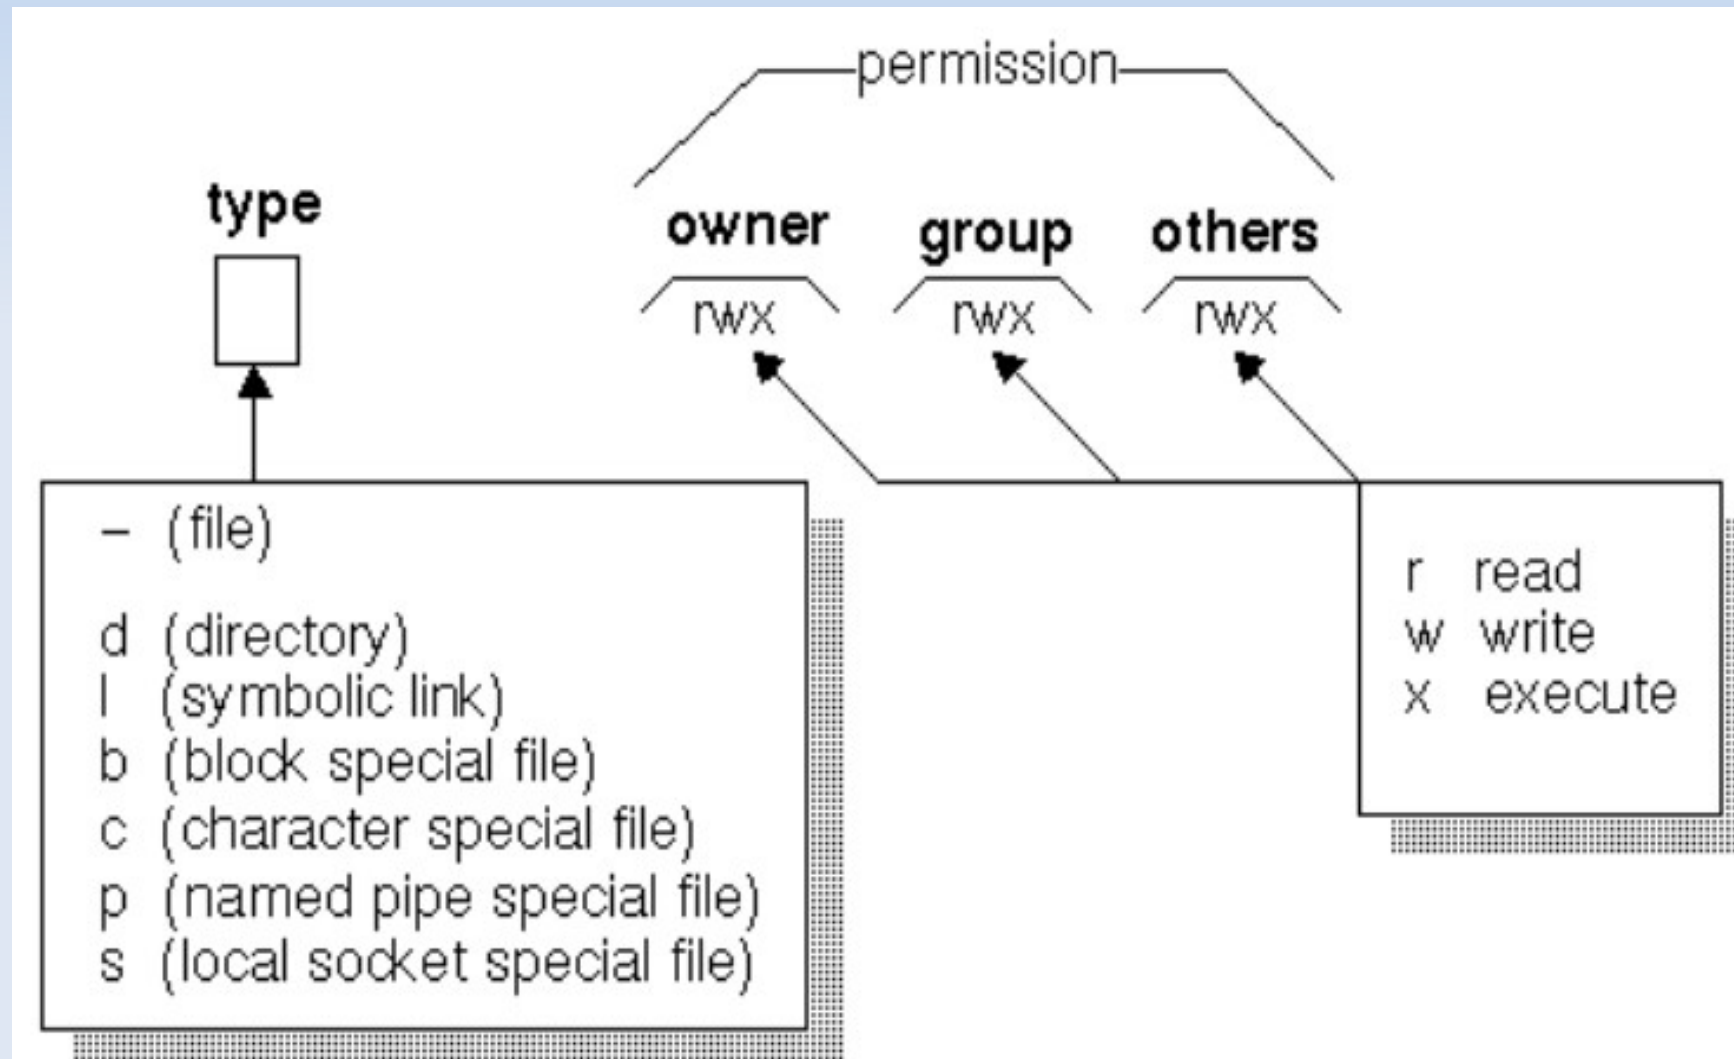 permission
type
owner group others
rwx rwx rwx
– (file)
d (directory)
l (symbolic link)
b (block special file)
c (character special file)
p (named pipe special file)
s (local socket special file)
r read
w write
x execute